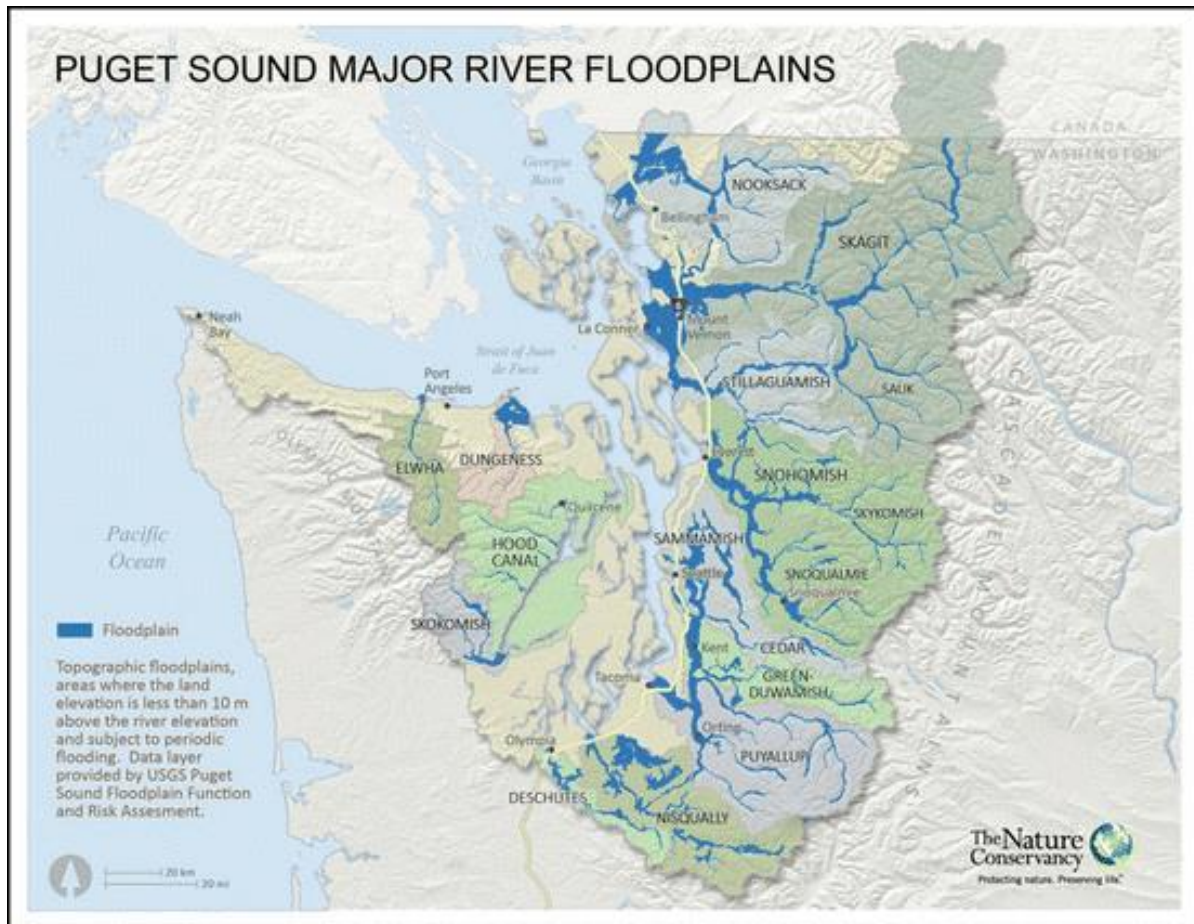 PUGET SOUND MAJOR RIVER FLOODPLAINS
CANADA
WASHINGTON
Georgia
Basin
NOOKSACK
Bellingham
SKAGIT
Neah
Bay
La Conner
Mount
Vernon
Strait of Juan
de Fuca
Port
Angeles
STILLAGUAMISH
SAUK
ELWHA
DUNGENESS
Everett
SNOHOMISH
SKYKOMISH
Quilcene
HOOD
CANAL
SAMMAMISH
Seattle
SNOQUALMIE
Snoqualmie
Pacific
Ocean
SKOKOMISH
Kent
CEDAR
GREEN-
DUWAMISH
Tacoma
Orting
Olympia
PUYALLUP
DESCHUTES
NISQUALLY
CASCADE MOUNTAINS
Floodplain
Topographic floodplains,
areas where the land
elevation is less than 10 m
above the river elevation
and subject to periodic
flooding. Data layer
provided by USGS Puget
Sound Floodplain Function
and Risk Assesment.
20 km
20 mi
The Nature
Conservancy
Protecting nature. Preserving life.™